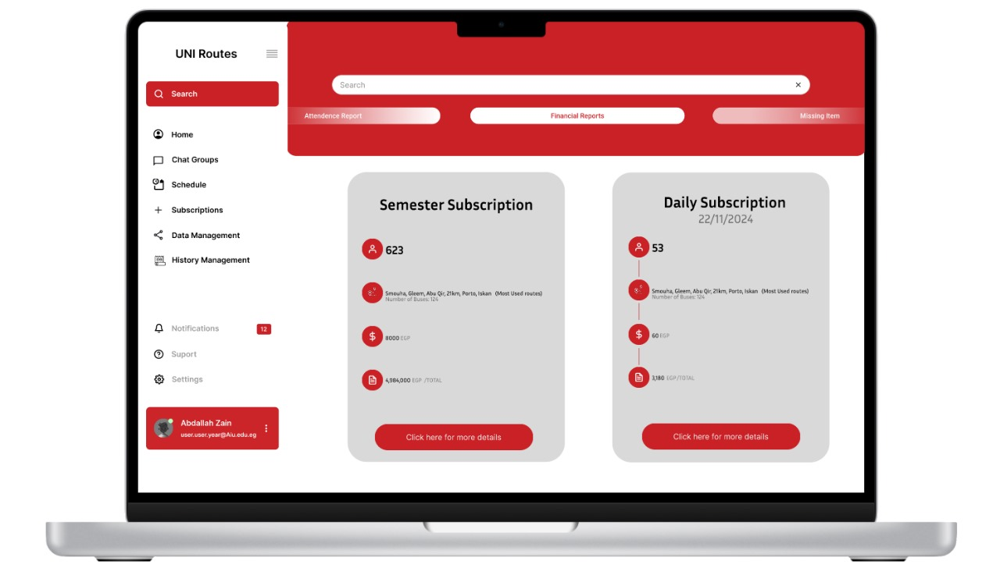 UNI Routes
Search
Home
Chat Groups
Schedule
Subscriptions
Data Management
History Management
Notifications
12
Suport
Settings
Abdallah Zain
user.user.year@Aiu.edu.eg
Search
Attendence Report
Financial Reports
Missing Item
Semester Subscription
623
Smouha, Gleem, Abu Qir, 21km, Porto, Iskan (Most Used routes)
Number of Buses: 124
8000 EGP
4,984,000 EGP /TOTAL
Click here for more details
Daily Subscription
22/11/2024
53
Smouha, Gleem, Abu Qir, 21km, Porto, Iskan (Most Used routes)
Number of Buses: 124
60 EGP
3,180 EGP/TOTAL
Click here for more details